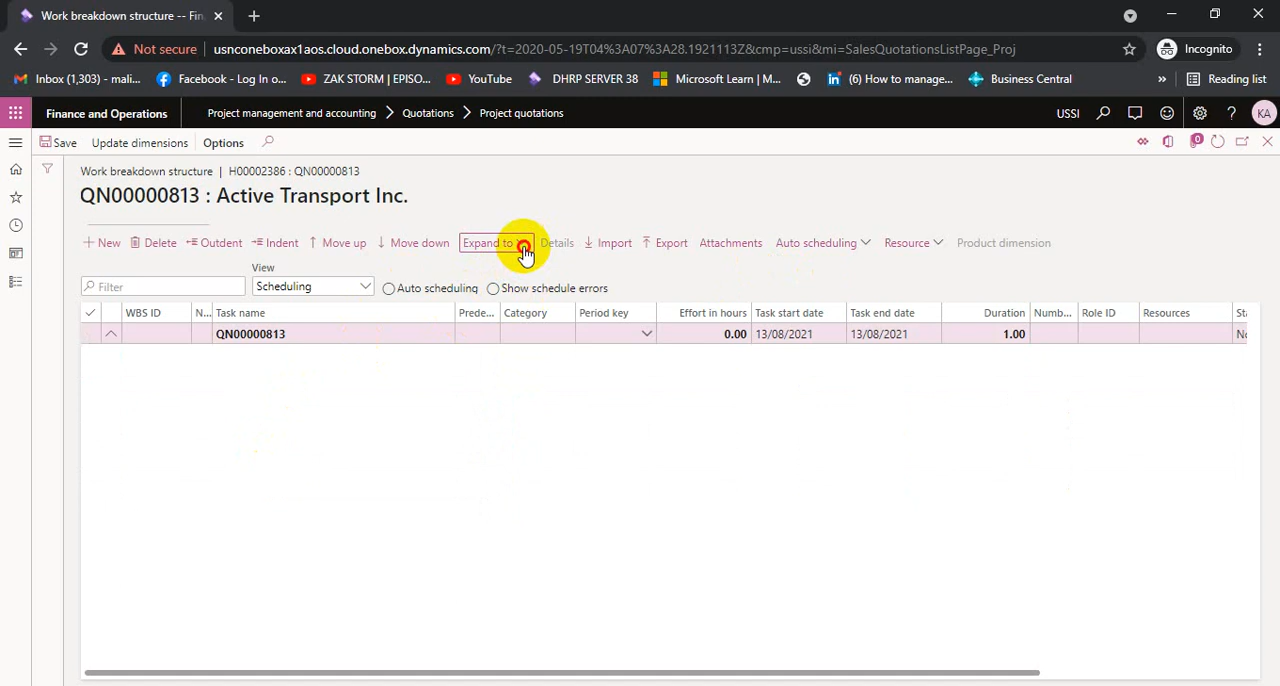 Work breakdown structure -- Fin
Not secure usnconeboxax1aos.cloud.onebox.dynamics.com/?t=2020-05-19T04%3A07%3A28.1921113Z&cmp=ussi&mi=SalesQuotationsListPage_Proj Incognito
Inbox (1,303) - mali... Facebook - Log In o... ZAK STORM | EPISO... YouTube DHRP SERVER 38 Microsoft Learn | M... (6) How to manage... Business Central » Reading list
Finance and Operations Project management and accounting Quotations Project quotations USSI ? KA
Save Update dimensions Options 0
Work breakdown structure | H00002386 : QN00000813
QN00000813 : Active Transport Inc.
New Delete Outdent Indent Move up Move down Expand to Details Import Export Attachments Auto scheduling Resource Product dimension
View
Filter Scheduling Auto scheduling Show schedule errors
WBS ID N... Task name Prede... Category Period key Effort in hours Task start date Task end date Duration Numb... Role ID Resources Sta
QN00000813 0.00 13/08/2021 13/08/2021 1.00 No